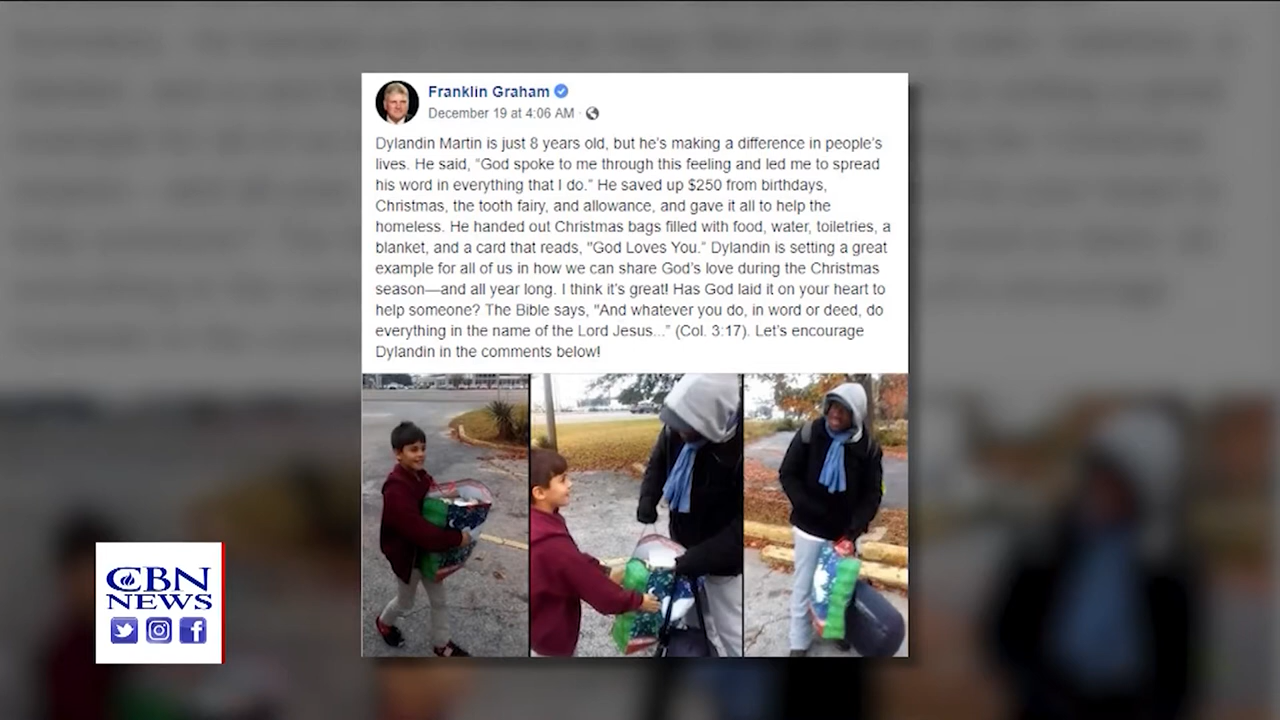 Franklin Graham
December 19 at 4:06 AM ·
Dylandin Martin is just 8 years old, but he's making a difference in people's
lives. He said, "God spoke to me through this feeling and led me to spread
his word in everything that I do." He saved up $250 from birthdays,
Christmas, the tooth fairy, and allowance, and gave it all to help the
homeless. He handed out Christmas bags filled with food, water, toiletries, a
blanket, and a card that reads, "God Loves You." Dylandin is setting a great
example for all of us in how we can share God's love during the Christmas
season—and all year long. I think it's great! Has God laid it on your heart to
help someone? The Bible says, "And whatever you do, in word or deed, do
everything in the name of the Lord Jesus..." (Col. 3:17). Let's encourage
Dylandin in the comments below!
CBN
NEWS